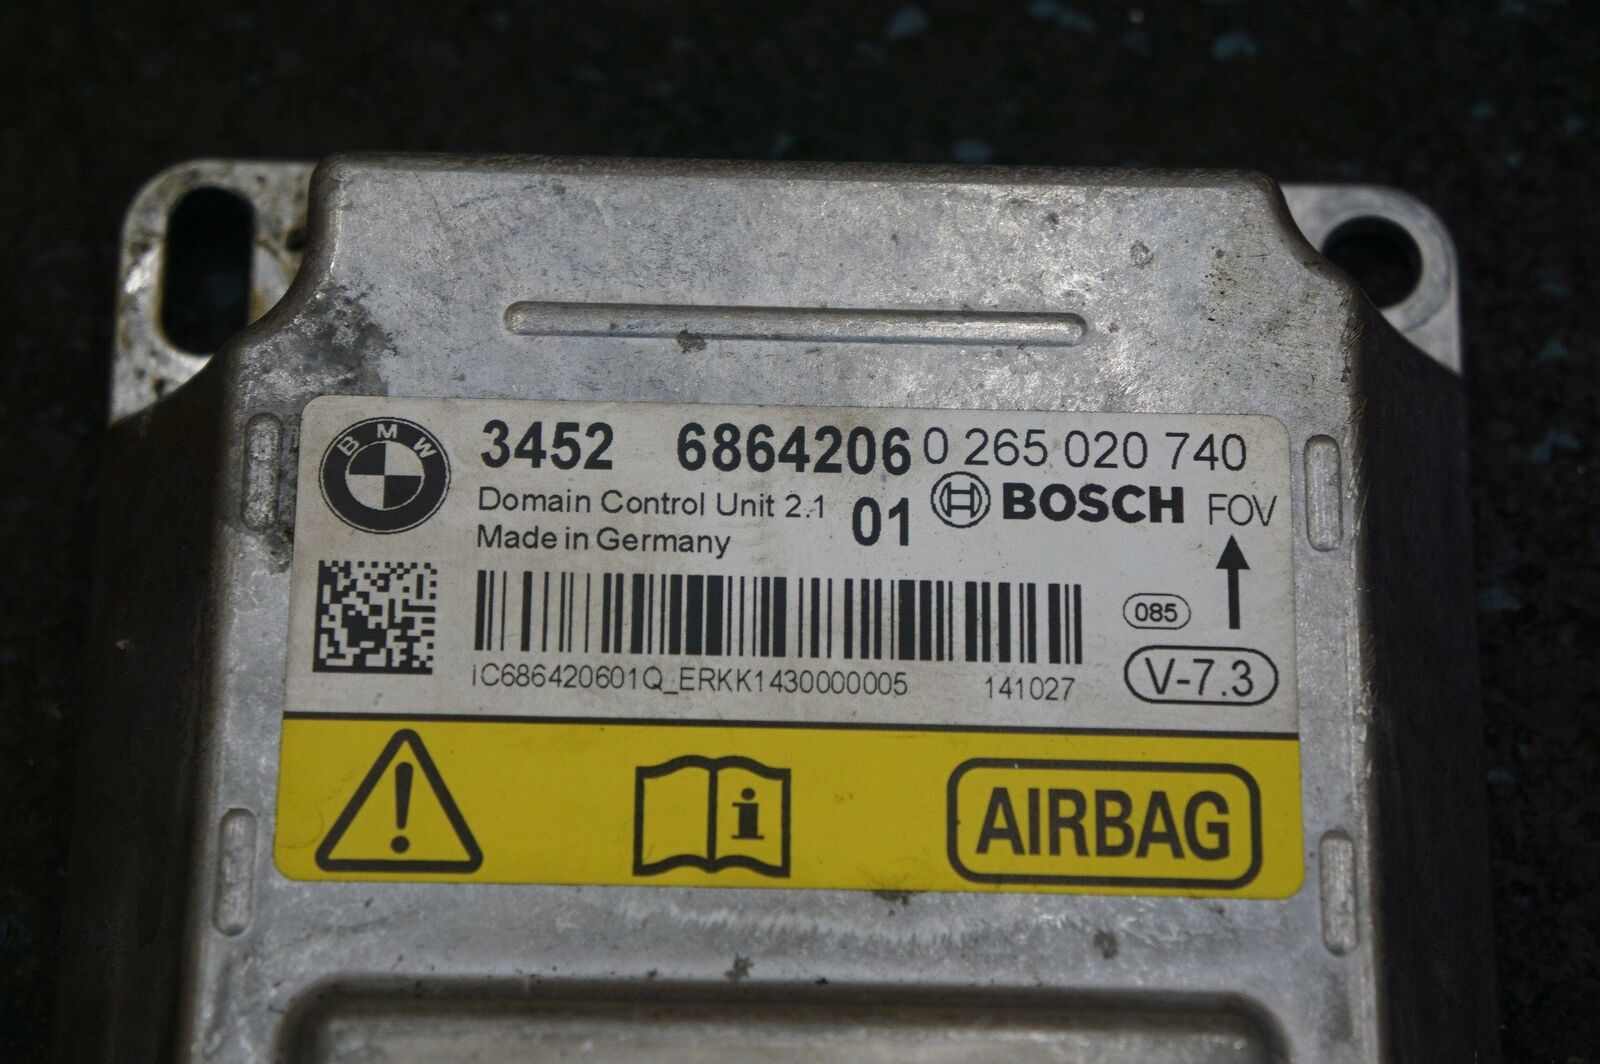 BMW
3452 6864206 0 265 020 740
Domain Control Unit 2.1 01 BOSCH FOV
Made in Germany
085
iC686420601Q_ERKK1430000005 141027 V-7.3
i AIRBAG